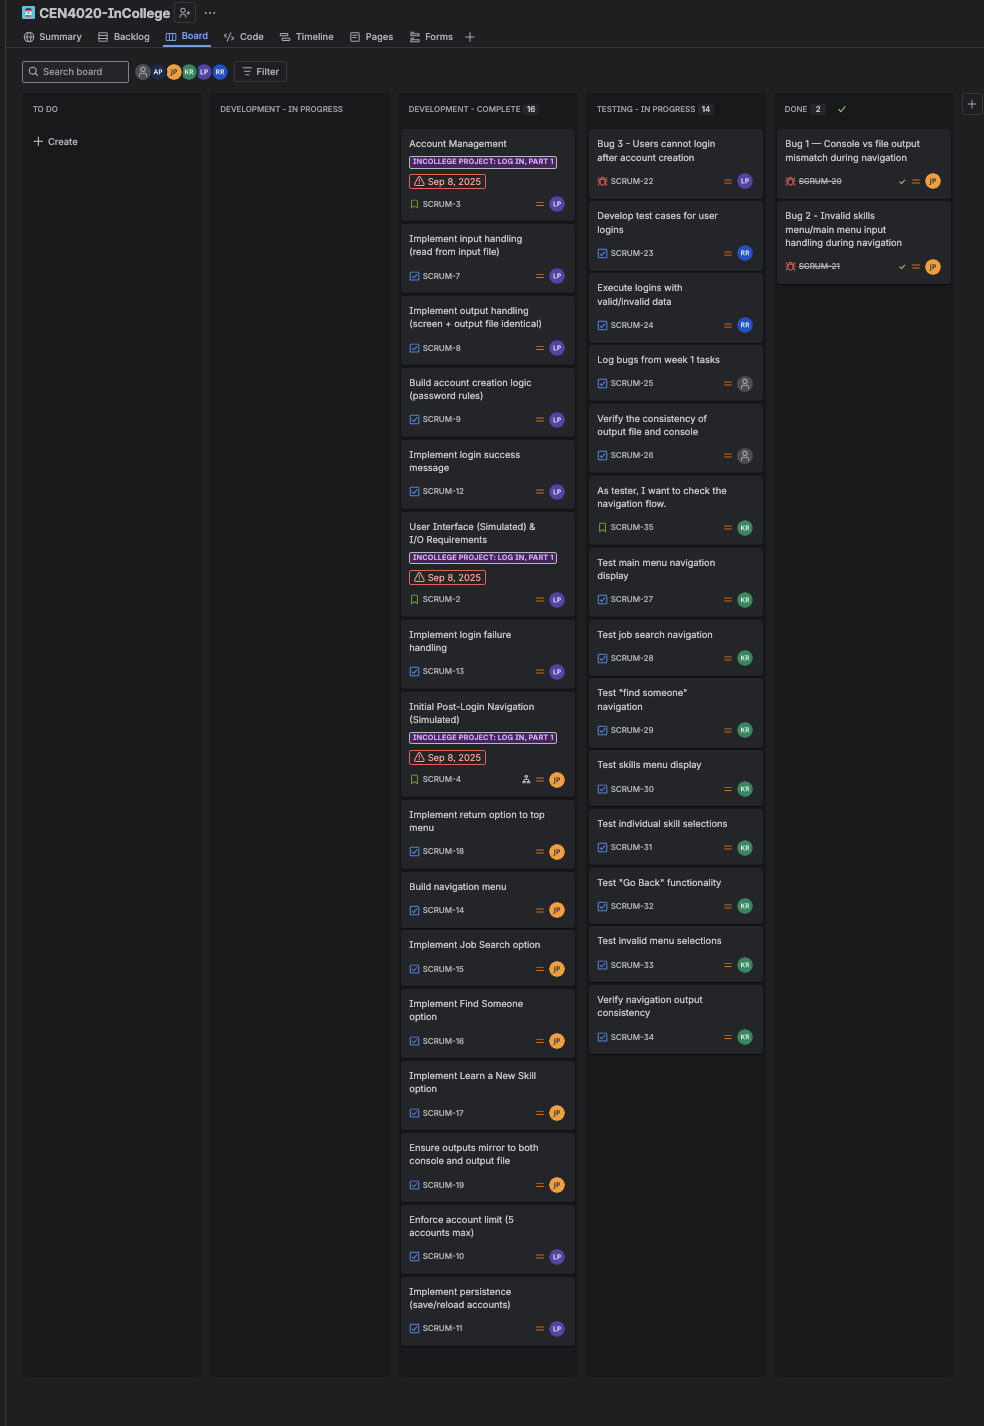 CEN4020-InCollege
Summary
Backlog
Board
Code
Timeline
Pages
Forms
Search board
AP
JP
KR
LP
RR
Filter
TO DO
Create
DEVELOPMENT - IN PROGRESS
DEVELOPMENT - COMPLETE 16
Account Management
INCOLLEGE PROJECT: LOG IN, PART 1
Sep 8, 2025
SCRUM-3
LP
Implement input handling
(read from input file)
SCRUM-7
LP
Implement output handling
(screen + output file identical)
SCRUM-8
LP
Build account creation logic
(password rules)
SCRUM-9
LP
Implement login success
message
SCRUM-12
LP
User Interface (Simulated) &
I/O Requirements
INCOLLEGE PROJECT: LOG IN, PART 1
Sep 8, 2025
SCRUM-2
LP
Implement login failure
handling
SCRUM-13
LP
Initial Post-Login Navigation
(Simulated)
INCOLLEGE PROJECT: LOG IN, PART 1
Sep 8, 2025
SCRUM-4
JP
Implement return option to top
menu
SCRUM-18
JP
Build navigation menu
SCRUM-14
JP
Implement Job Search option
SCRUM-15
JP
Implement Find Someone
option
SCRUM-16
JP
Implement Learn a New Skill
option
SCRUM-17
JP
Ensure outputs mirror to both
console and output file
SCRUM-19
JP
Enforce account limit (5
accounts max)
SCRUM-10
LP
Implement persistence
(save/reload accounts)
SCRUM-11
LP
TESTING - IN PROGRESS 14
Bug 3 - Users cannot login
after account creation
SCRUM-22
LP
Develop test cases for user
logins
SCRUM-23
RR
Execute logins with
valid/invalid data
SCRUM-24
RR
Log bugs from week 1 tasks
SCRUM-25
Verify the consistency of
output file and console
SCRUM-26
As tester, I want to check the
navigation flow.
SCRUM-35
KR
Test main menu navigation
display
SCRUM-27
KR
Test job search navigation
SCRUM-28
KR
Test "find someone"
navigation
SCRUM-29
KR
Test skills menu display
SCRUM-30
KR
Test individual skill selections
SCRUM-31
KR
Test "Go Back" functionality
SCRUM-32
KR
Test invalid menu selections
SCRUM-33
KR
Verify navigation output
consistency
SCRUM-34
KR
DONE 2
Bug 1 — Console vs file output
mismatch during navigation
SCRUM-20
JP
Bug 2 - Invalid skills
menu/main menu input
handling during navigation
SCRUM-21
JP